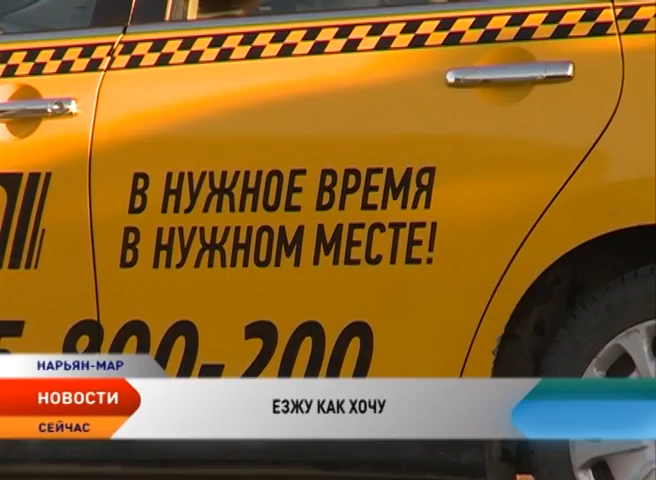 В НУЖНОЕ ВРЕМЯ
В НУЖНОМ МЕСТЕ!
800-200
НАРЬЯН-МАР
НОВОСТИ
ЕЗЖУ КАК ХОЧУ
СЕЙЧАС